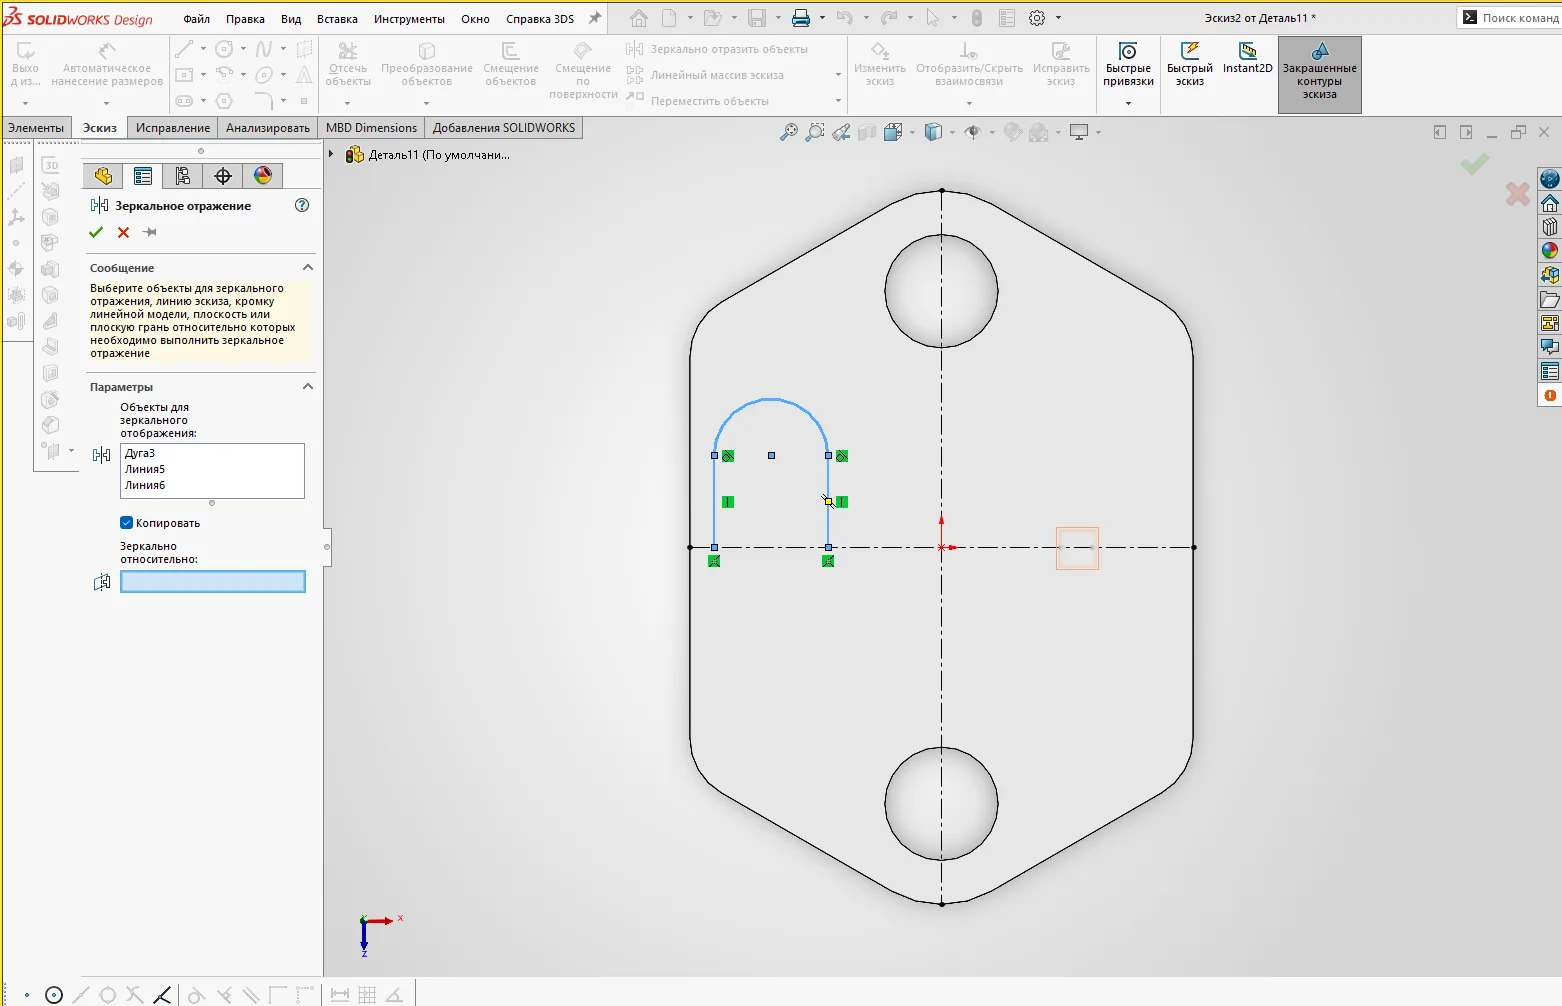 SOLIDWORKS Design
Файл Правка Вид Вставка Инструменты Окно Справка 3DS
Эскиз2 от Деталь11 *
Поиск команд
Выхо
д из...
Автоматическое
нанесение размеров
Отсечь
объекты
Преобразование
объектов
Смещение
объектов
Смещение
по
поверхности
Зеркально отразить объекты
Линейный массив эскиза
Переместить объекты
Изменить
эскиз
Отобразить/Скрыть
взаимосвязи
Исправить
эскиз
Быстрые
привязки
Быстрый
эскиз
Instant2D
Закрашенные
контуры
эскиза
Элементы Эскиз Исправление Анализировать MBD Dimensions Добавления SOLIDWORKS
Деталь11 (По умолчани...
3D
Зеркальное отражение
Сообщение
Выберите объекты для зеркального
отражения, линию эскиза, кромку
линейной модели, плоскость или
плоскую грань относительно которых
необходимо выполнить зеркальное
отражение
Параметры
Объекты для
зеркального
отображения:
Дуга3
Линия5
Линия6
Копировать
Зеркально
относительно:
Y
X
Z